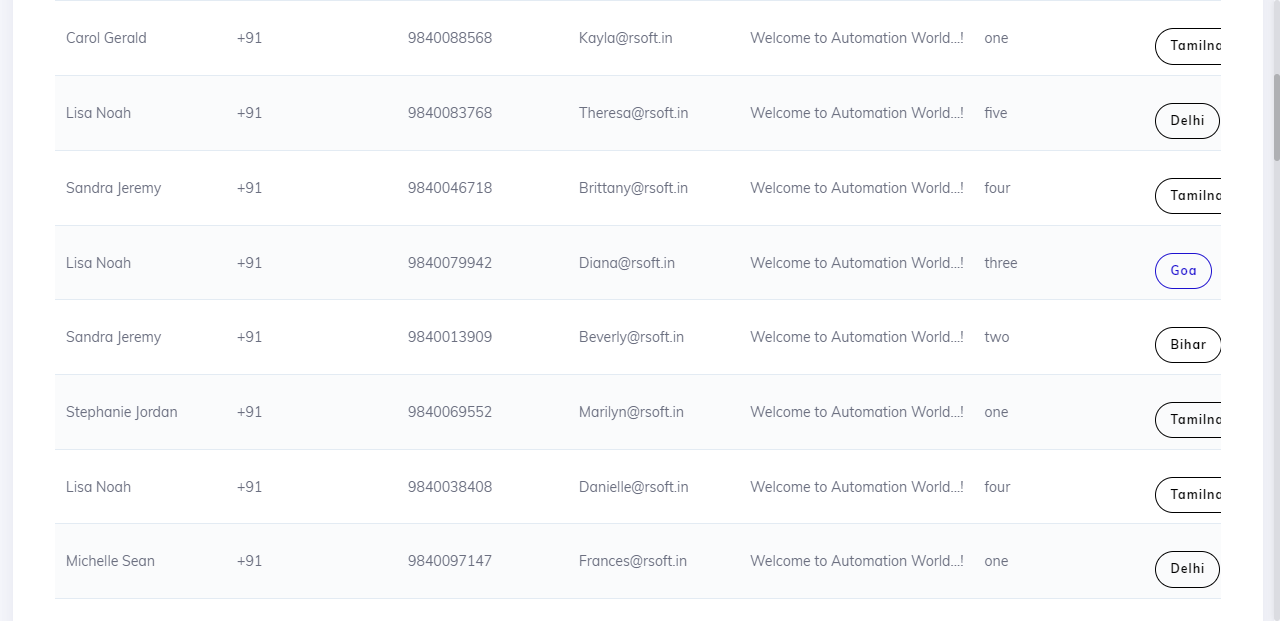 Carol Gerald +91 9840088568 Kayla@rsoft.in Welcome to Automation World...! one Tamilna
Lisa Noah +91 9840083768 Theresa@rsoft.in Welcome to Automation World...! five Delhi
Sandra Jeremy +91 9840046718 Brittany@rsoft.in Welcome to Automation World...! four Tamilna
Lisa Noah +91 9840079942 Diana@rsoft.in Welcome to Automation World...! three Goa
Sandra Jeremy +91 9840013909 Beverly@rsoft.in Welcome to Automation World...! two Bihar
Stephanie Jordan +91 9840069552 Marilyn@rsoft.in Welcome to Automation World...! one Tamilna
Lisa Noah +91 9840038408 Danielle@rsoft.in Welcome to Automation World...! four Tamilna
Michelle Sean +91 9840097147 Frances@rsoft.in Welcome to Automation World...! one Delhi